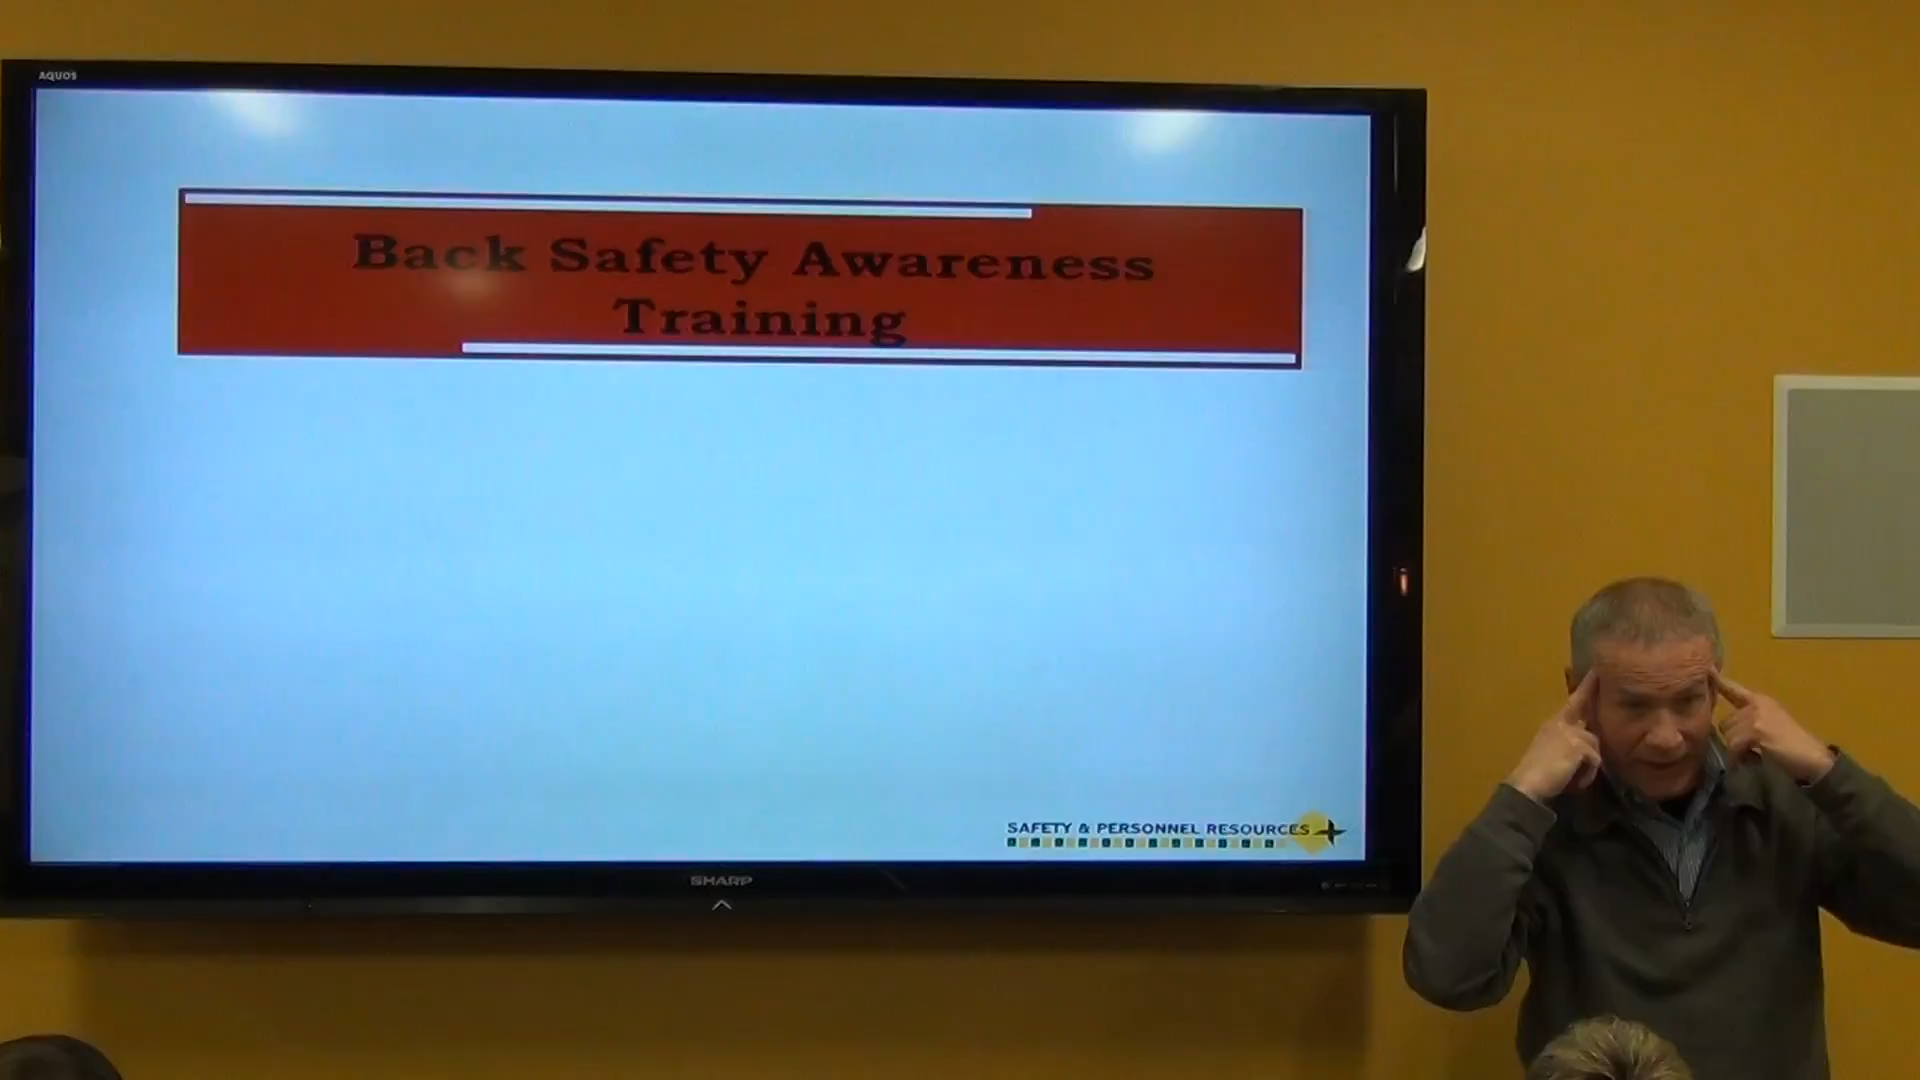 AQUOS
Back Safety Awareness
Training
SAFETY & PERSONNEL RESOURCES
SHARP